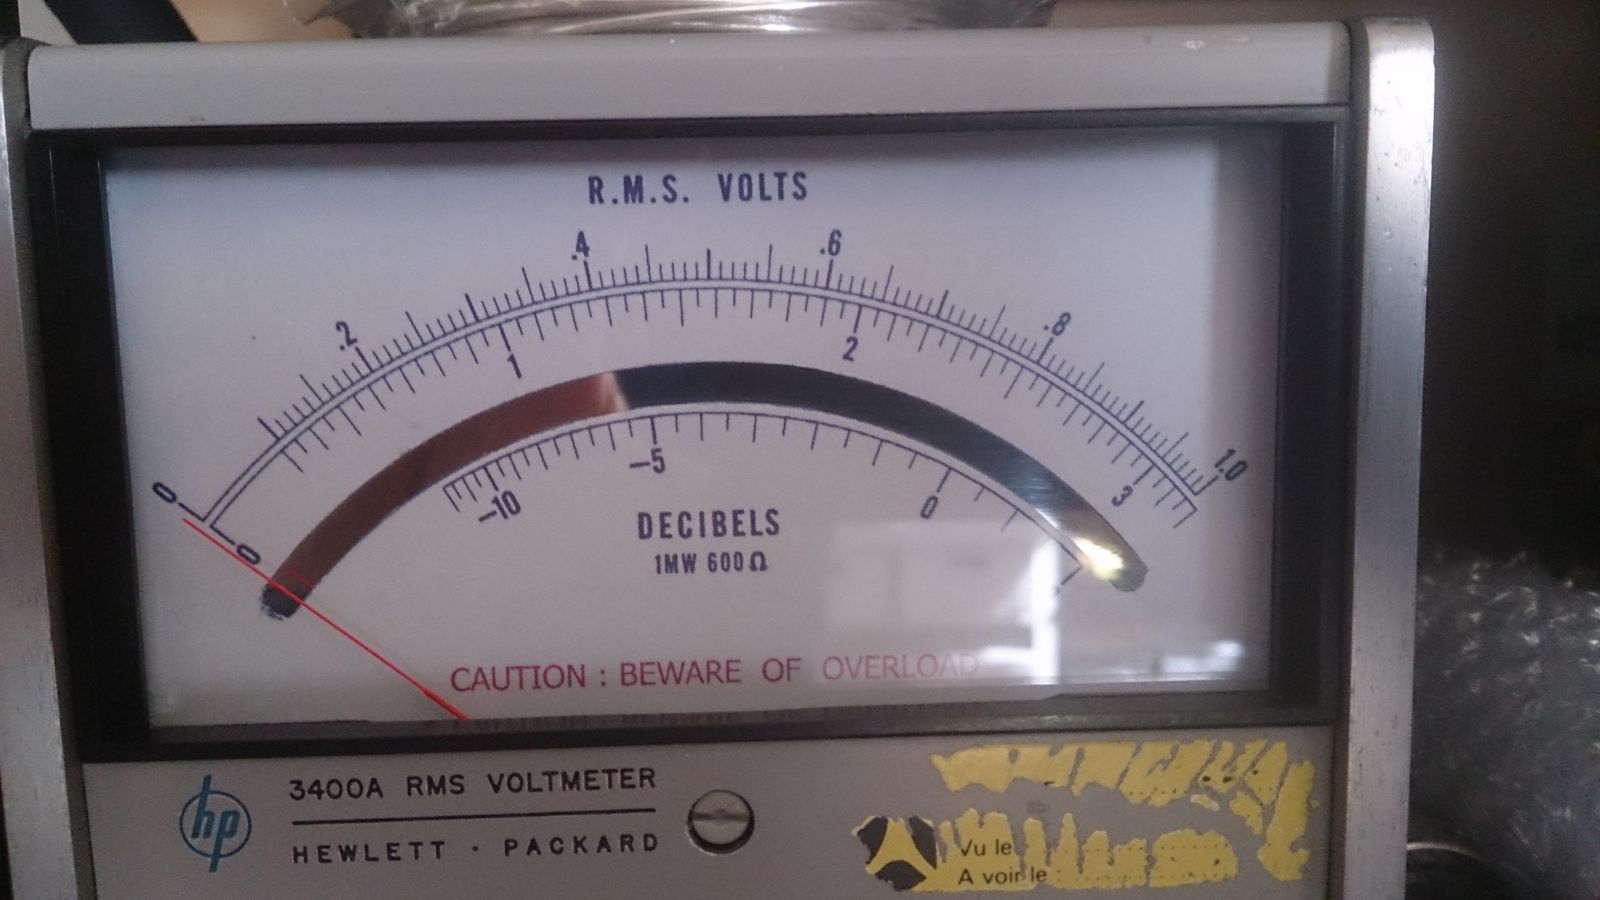 R.M.S. VOLTS
0 .2 .4 .6 .8 1.0
0 1 2 3
-10 -5 0
DECIBELS
1MW 600Ω
CAUTION : BEWARE OF OVERLOAD
hp
3400A RMS VOLTMETER
HEWLETT · PACKARD
Vu le
A voir le :